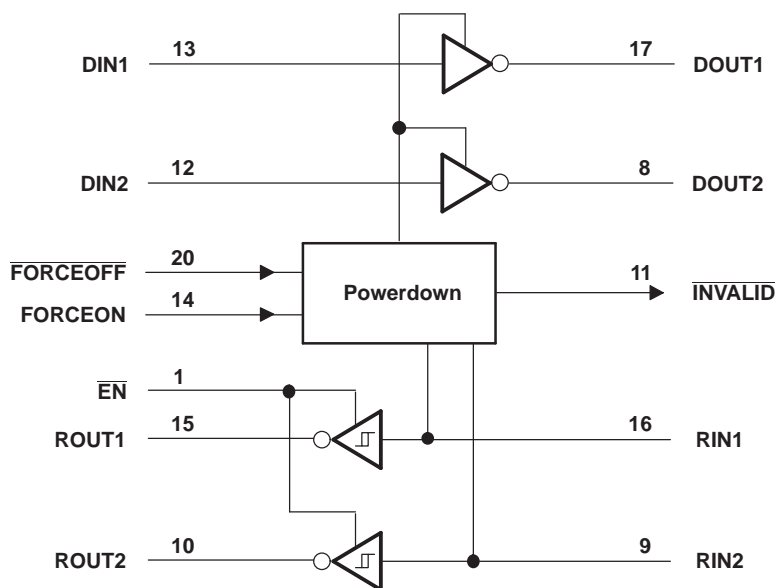 DIN1 13 17 DOUT1
DIN2 12 8 DOUT2
FORCEOFF 20
Powerdown 11 INVALID
FORCEON 14
EN 1
ROUT1 15 16 RIN1
ROUT2 10 9 RIN2